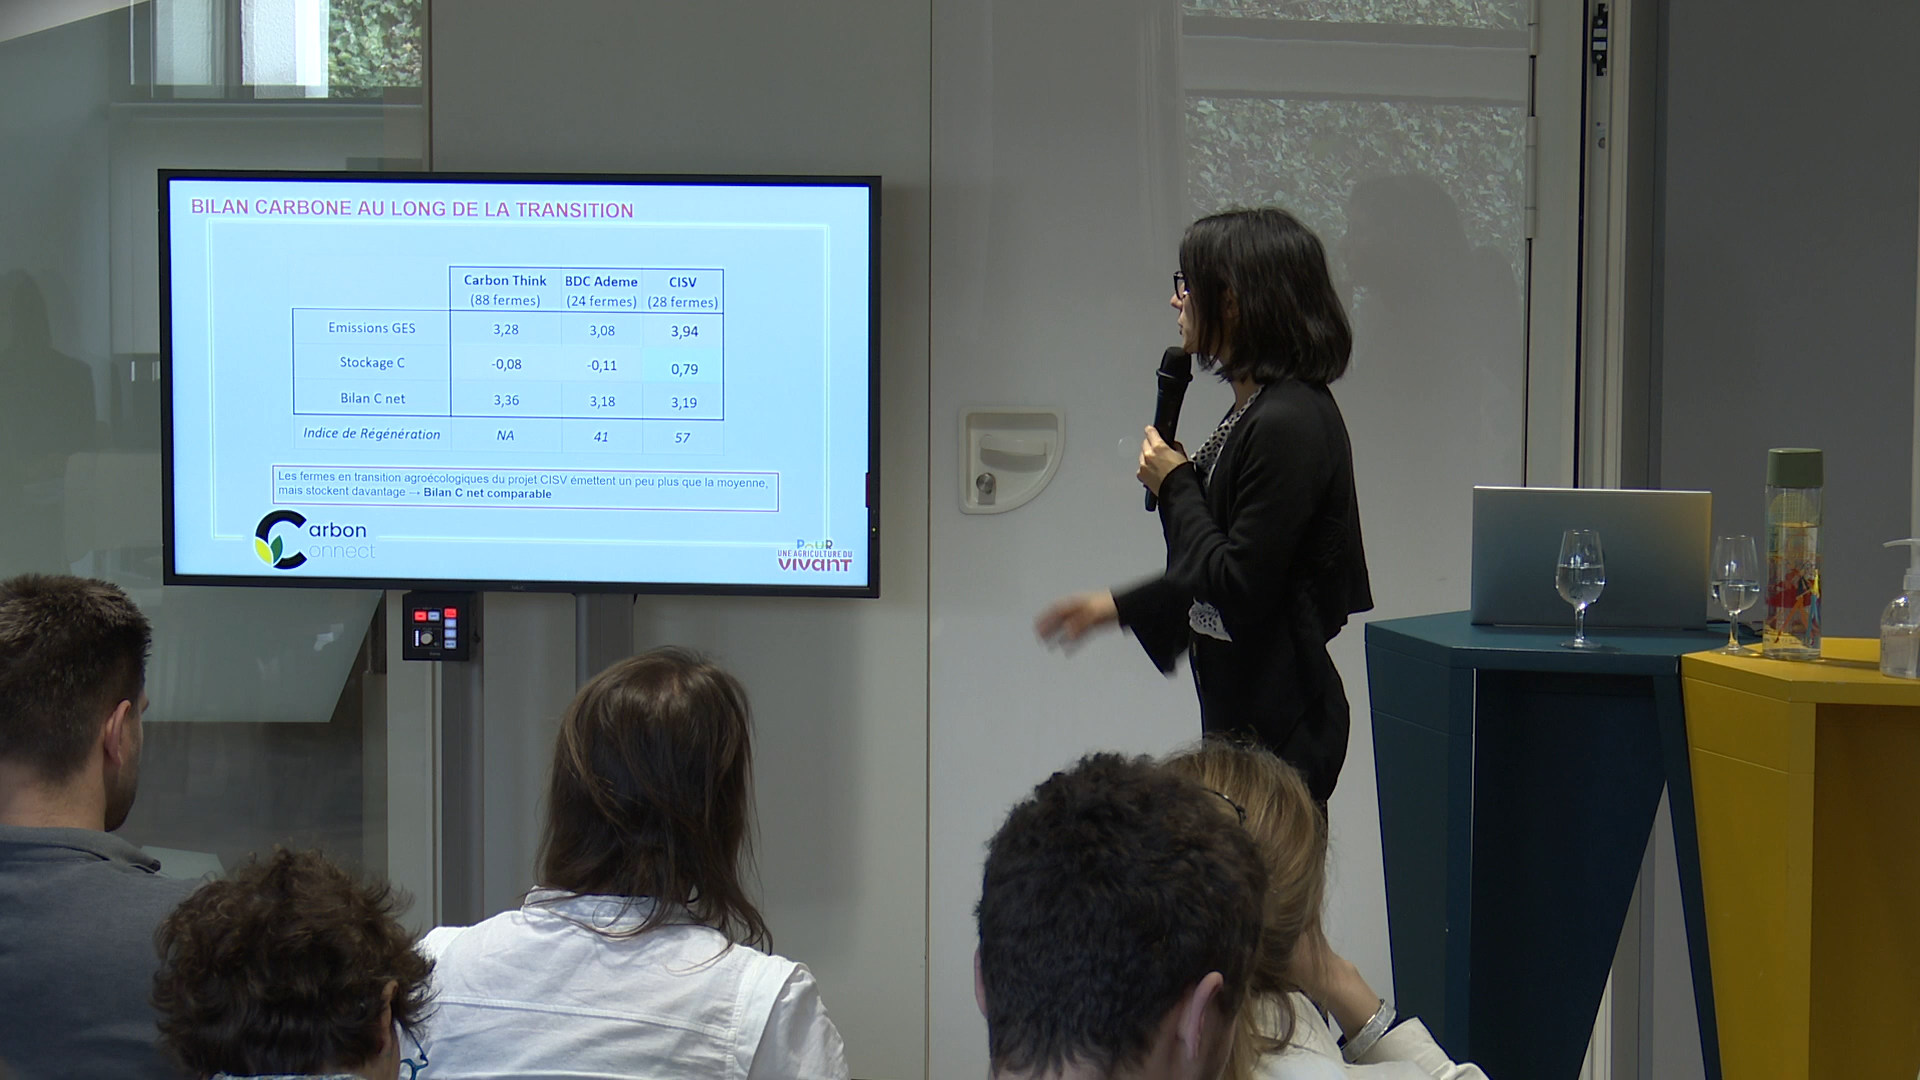 BILAN CARBONE AU LONG DE LA TRANSITION
Carbon Think BDC Ademe CISV
(88 fermes) (24 fermes) (28 fermes)
Emissions GES 3,28 3,08 3,94
Stockage C -0,08 -0,11 0,79
Bilan C net 3,36 3,18 3,19
Indice de Régénération NA 41 57
Les fermes en transition agroécologiques du projet CISV émettent un peu plus que la moyenne,
mais stockent davantage → Bilan C net comparable
Carbon
Connect
POUR
UNE AGRICULTURE DU
VIVANT